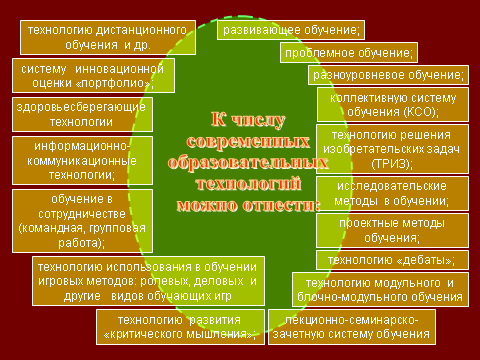 К числу
современных
образовательных
технологий
можно отнести:
развивающее обучение;
проблемное обучение;
разноуровневое обучение;
коллективную систему
обучения (КСО);
технологию решения
изобретательских задач
(ТРИЗ);
исследовательские
методы в обучении;
проектные методы
обучения;
технологию «дебаты»;
технологию модульного и
блочно-модульного обучения
лекционно-семинарско-
зачетную систему обучения
технологию развития
«критического мышления»;
технологию использования в обучении
игровых методов: ролевых, деловых и
другие видов обучающих игр
обучение в
сотрудничестве
(командная, групповая
работа);
информационно-
коммуникационные
технологии;
здоровьесберегающие
технологии
систему инновационной
оценки «портфолио»;
технологию дистанционного
обучения и др.